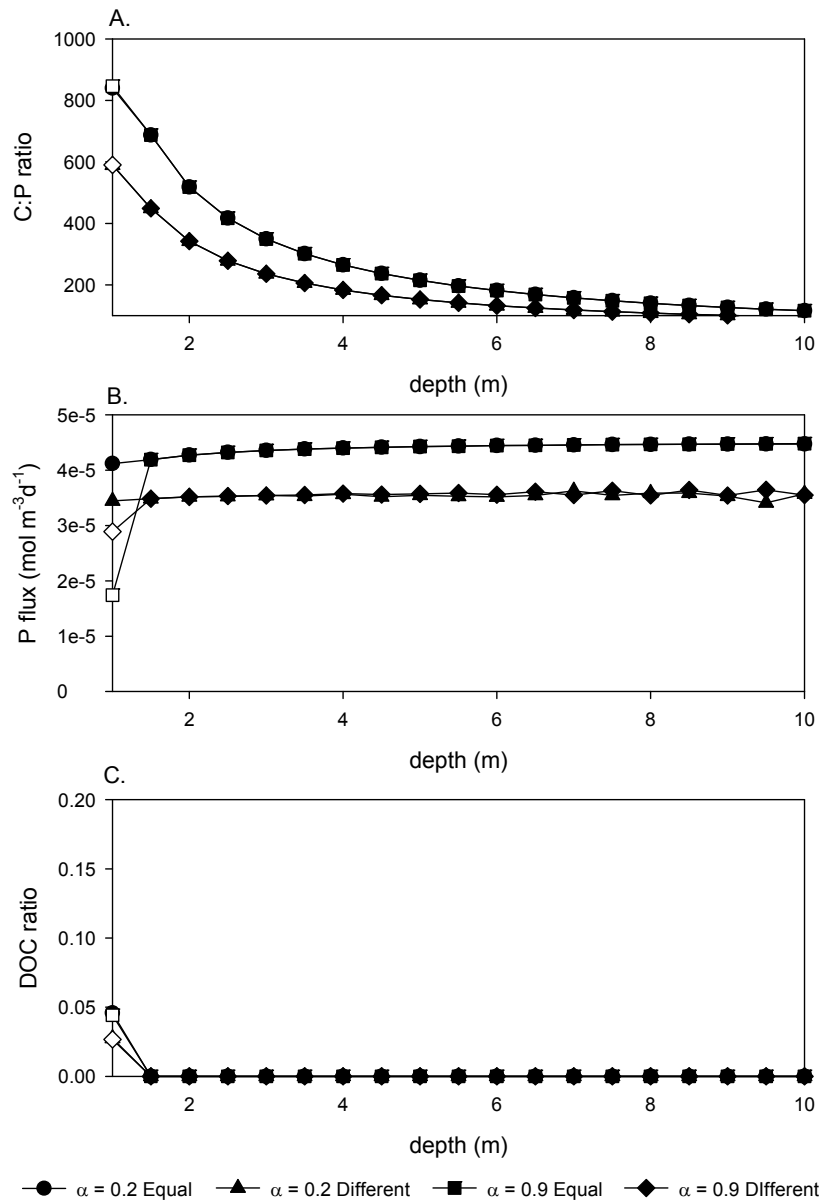 A.
1000
800
600
400
200
C:P ratio
2 4 6 8 10
depth (m)
B.
5e-5
4e-5
3e-5
2e-5
1e-5
0
P flux (mol m⁻³d⁻¹)
2 4 6 8 10
depth (m)
C.
0.20
0.15
0.10
0.05
0.00
DOC ratio
2 4 6 8 10
depth (m)
α = 0.2 Equal α = 0.2 Different α = 0.9 Equal α = 0.9 DIfferent